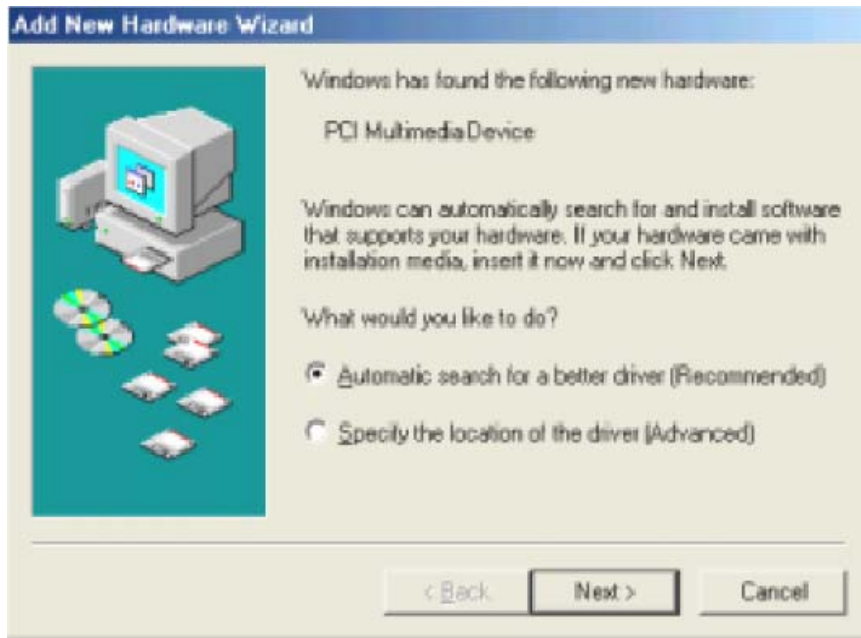 Add New Hardware Wizard
Windows has found the following new hardware:
PCI Multimedia Device
Windows can automatically search for and install software
that supports your hardware. If your hardware came with
installation media, insert it now and click Next.
What would you like to do?
Automatic search for a better driver (Recommended)
Specify the location of the driver (Advanced)
< Back
Next >
Cancel